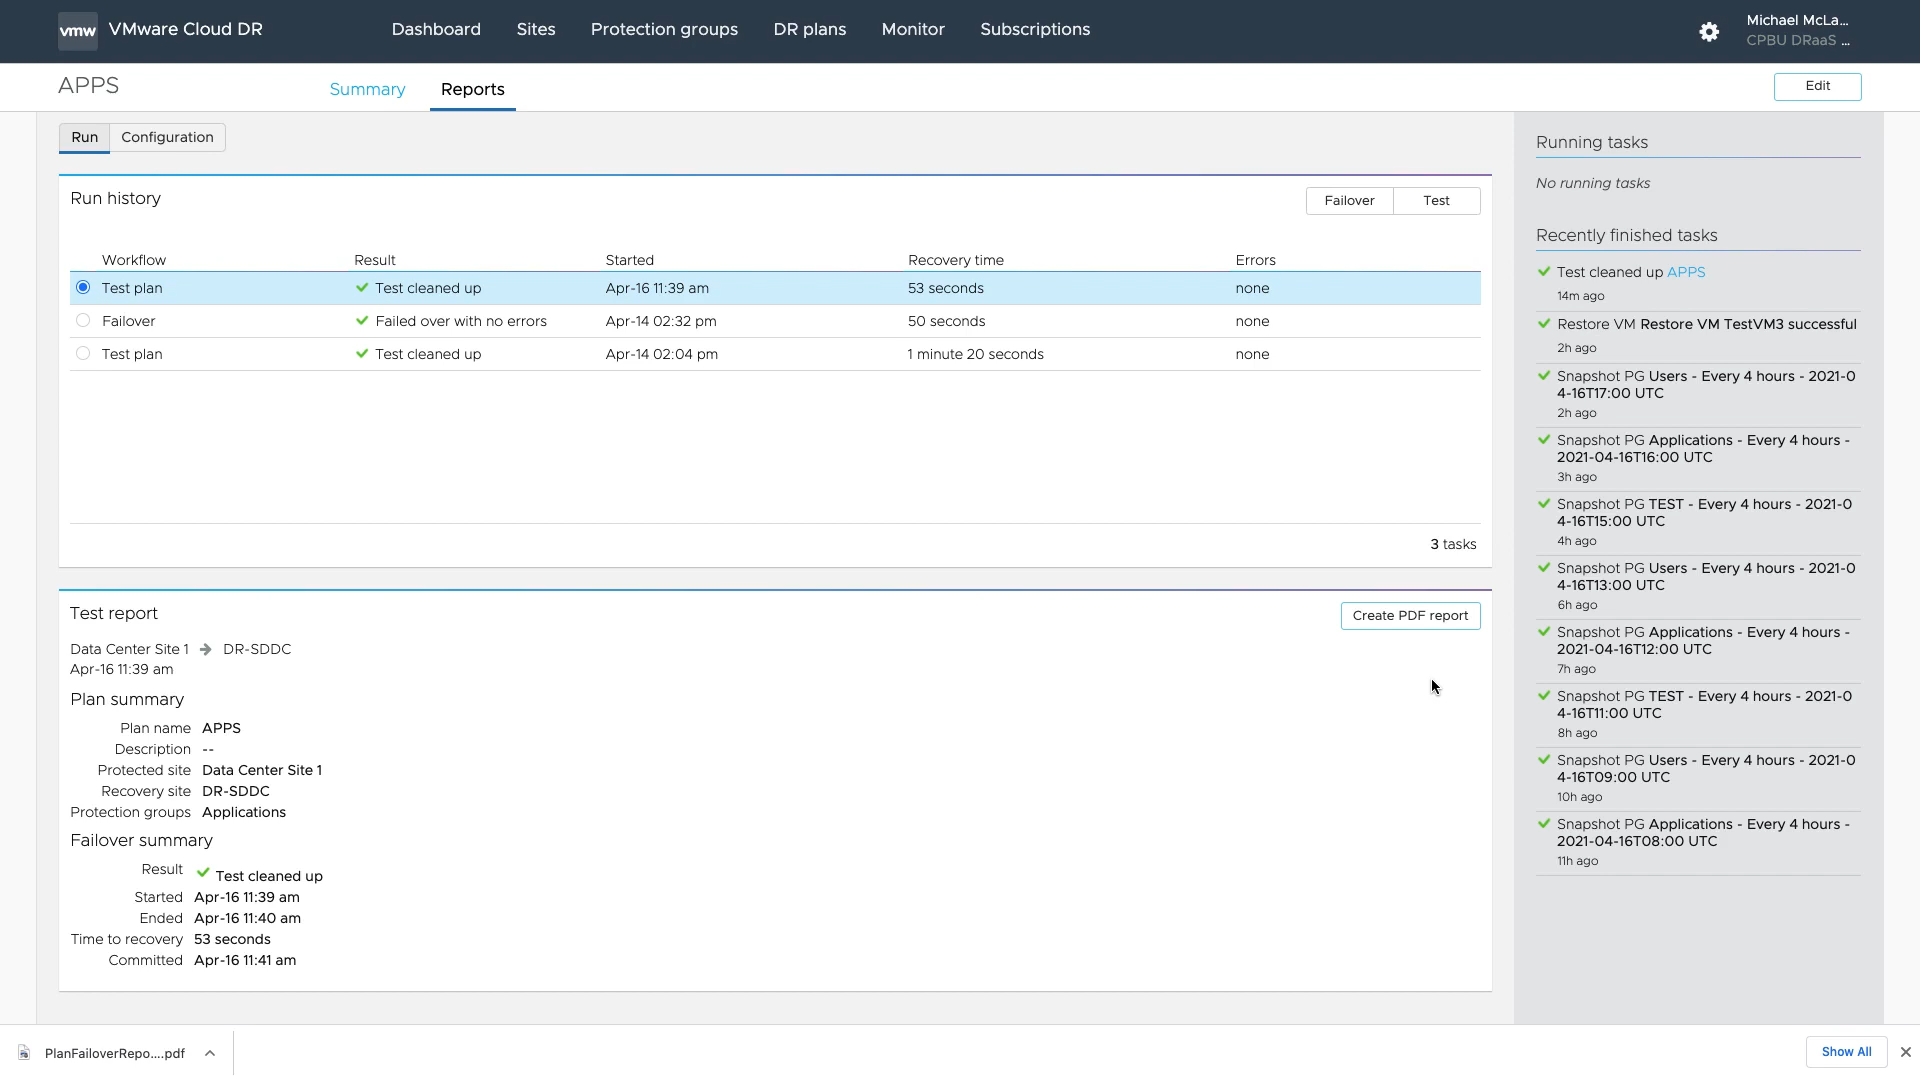 vmw VMware Cloud DR Dashboard Sites Protection groups DR plans Monitor Subscriptions Michael McLa...
CPBU DRaaS ...
APPS Summary Reports Edit
Run Configuration
Run history Failover Test
Workflow Result Started Recovery time Errors
Test plan Test cleaned up Apr-16 11:39 am 53 seconds none
Failover Failed over with no errors Apr-14 02:32 pm 50 seconds none
Test plan Test cleaned up Apr-14 02:04 pm 1 minute 20 seconds none
3 tasks
Test report Create PDF report
Data Center Site 1 DR-SDDC
Apr-16 11:39 am
Plan summary
Plan name APPS
Description --
Protected site Data Center Site 1
Recovery site DR-SDDC
Protection groups Applications
Failover summary
Result Test cleaned up
Started Apr-16 11:39 am
Ended Apr-16 11:40 am
Time to recovery 53 seconds
Committed Apr-16 11:41 am
Running tasks
No running tasks
Recently finished tasks
Test cleaned up APPS
14m ago
Restore VM Restore VM TestVM3 successful
2h ago
Snapshot PG Users - Every 4 hours - 2021-0
4-16T17:00 UTC
2h ago
Snapshot PG Applications - Every 4 hours -
2021-04-16T16:00 UTC
3h ago
Snapshot PG TEST - Every 4 hours - 2021-0
4-16T15:00 UTC
4h ago
Snapshot PG Users - Every 4 hours - 2021-0
4-16T13:00 UTC
6h ago
Snapshot PG Applications - Every 4 hours -
2021-04-16T12:00 UTC
7h ago
Snapshot PG TEST - Every 4 hours - 2021-0
4-16T11:00 UTC
8h ago
Snapshot PG Users - Every 4 hours - 2021-0
4-16T09:00 UTC
10h ago
Snapshot PG Applications - Every 4 hours -
2021-04-16T08:00 UTC
11h ago
PlanFailoverRepo....pdf Show All